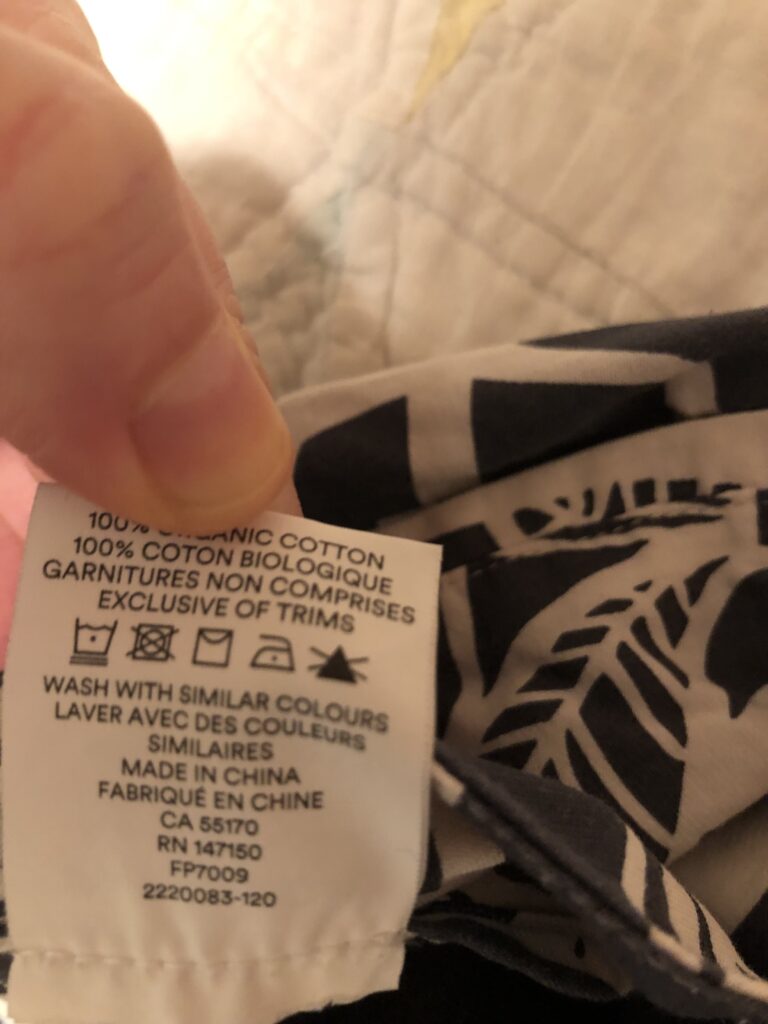 100% ORGANIC COTTON
100% COTON BIOLOGIQUE
GARNITURES NON COMPRISES
EXCLUSIVE OF TRIMS
WASH WITH SIMILAR COLOURS
LAVER AVEC DES COULEURS
SIMILAIRES
MADE IN CHINA
FABRIQUÉ EN CHINE
CA 55170
RN 147150
FP7009
2220083-120